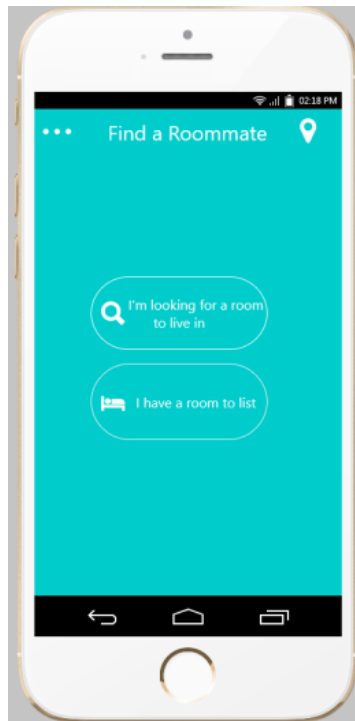 02:18 PM
Find a Roommate
I'm looking for a room
to live in
I have a room to list